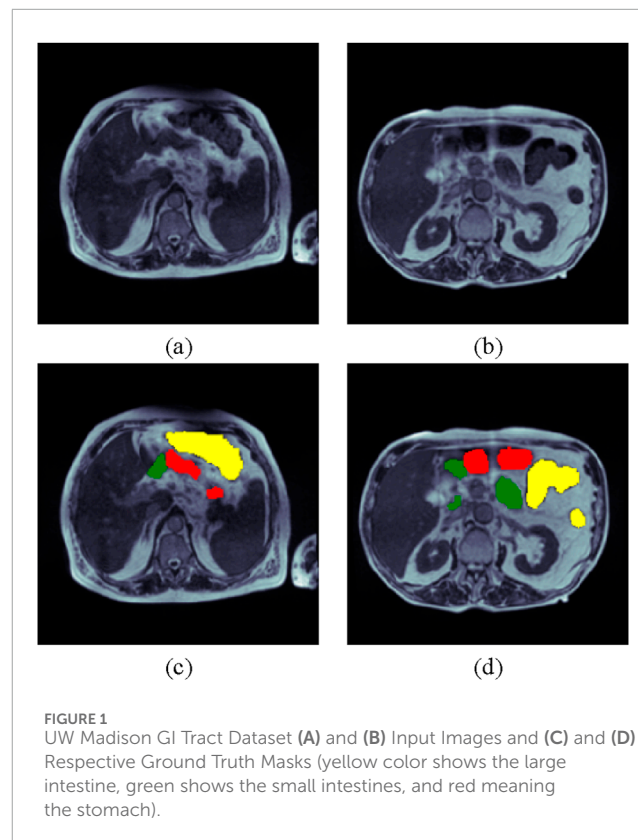 (a)
(b)
(c)
(d)
FIGURE 1
UW Madison GI Tract Dataset (A) and (B) Input Images and (C) and (D)
Respective Ground Truth Masks (yellow color shows the large
intestine, green shows the small intestines, and red meaning
the stomach).